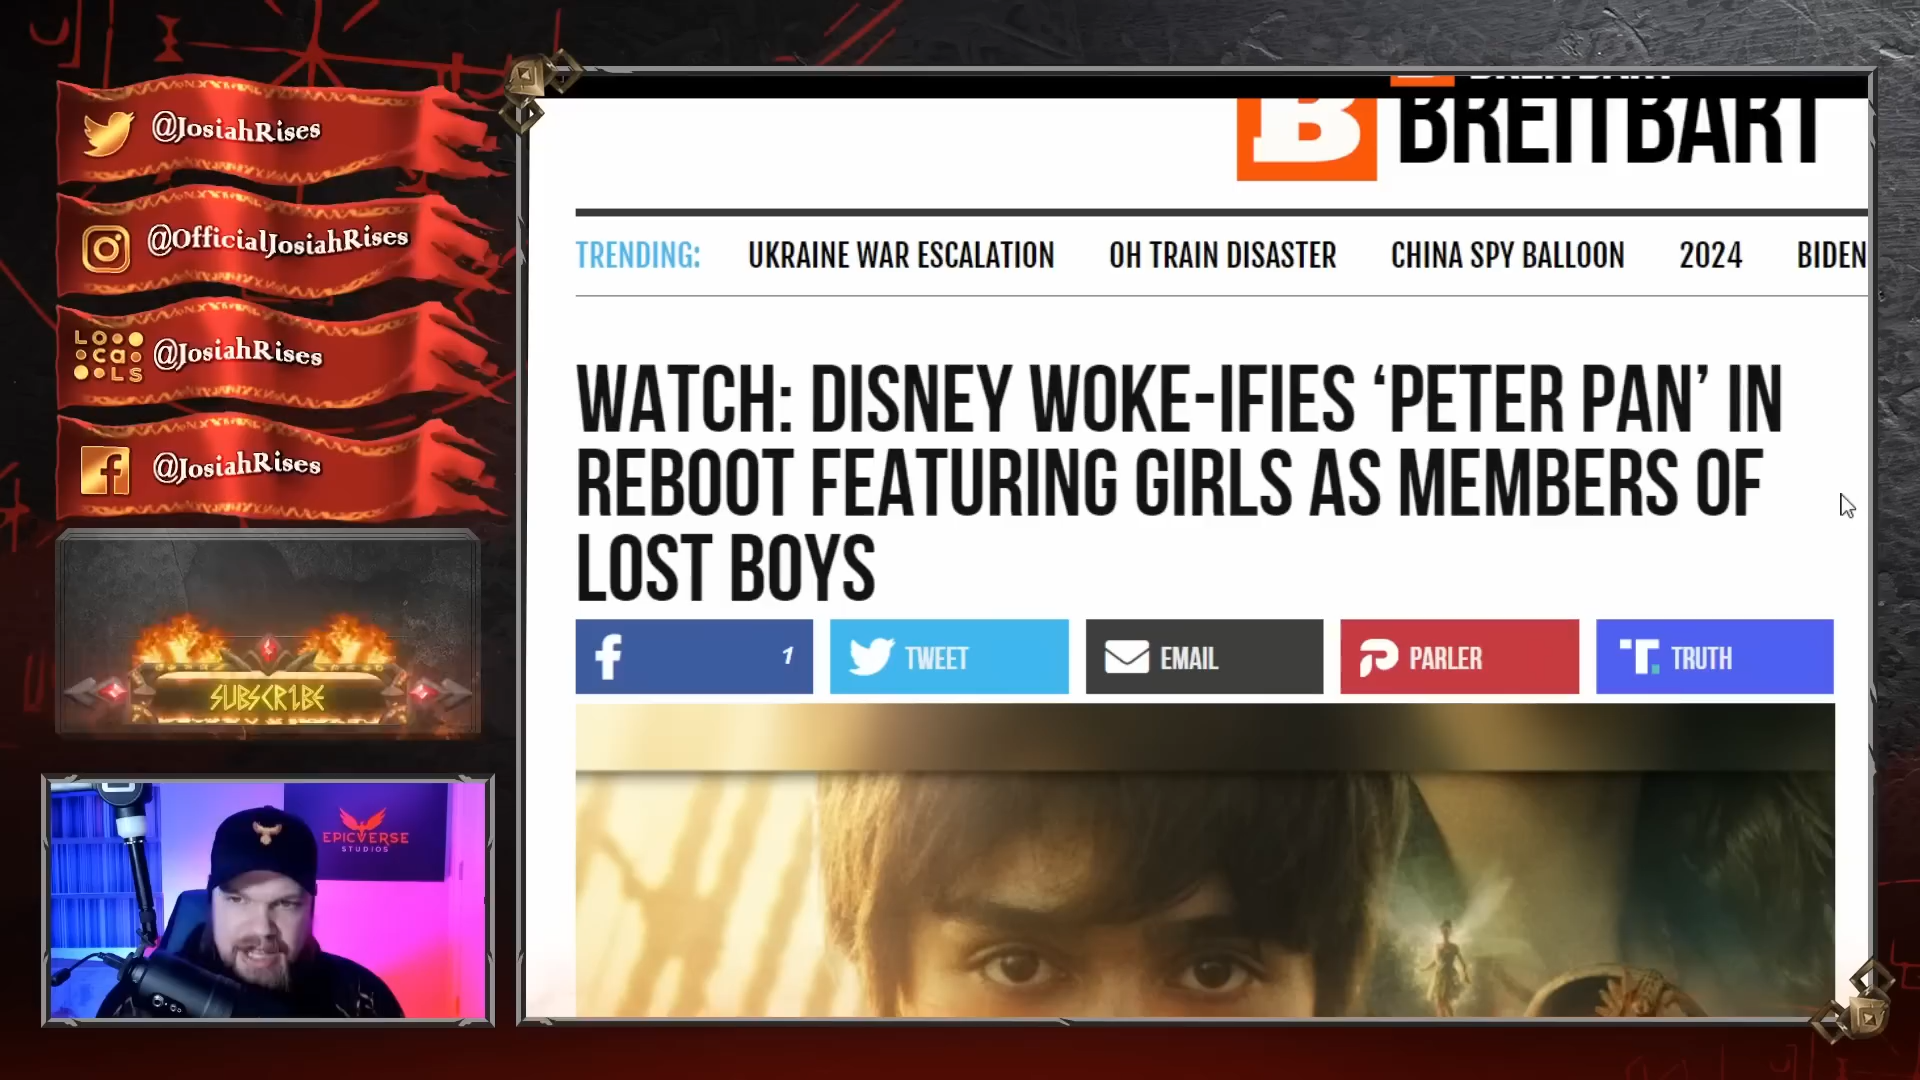 @JosiahRises
@OfficialJosiahRises
LOCALS
@JosiahRises
@JosiahRises
SUBSCRIBE
EPICVERSE
STUDIOS
BREITBART
B BREITBART
TRENDING: UKRAINE WAR ESCALATION OH TRAIN DISASTER CHINA SPY BALLOON 2024 BIDEN
WATCH: DISNEY WOKE-IFIES ‘PETER PAN’ IN
REBOOT FEATURING GIRLS AS MEMBERS OF
LOST BOYS
f 1 TWEET EMAIL PARLER TRUTH